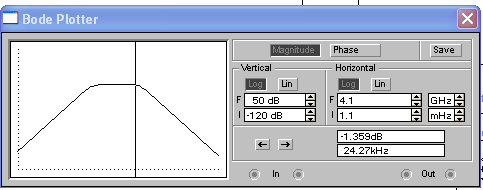 Bode Plotter
Magnitude Phase Save
Vertical Horizontal
Log Lin Log Lin
F 50 dB F 4.1 GHz
I -120 dB I 1.1 mHz
-1.359dB
24.27kHz
In Out